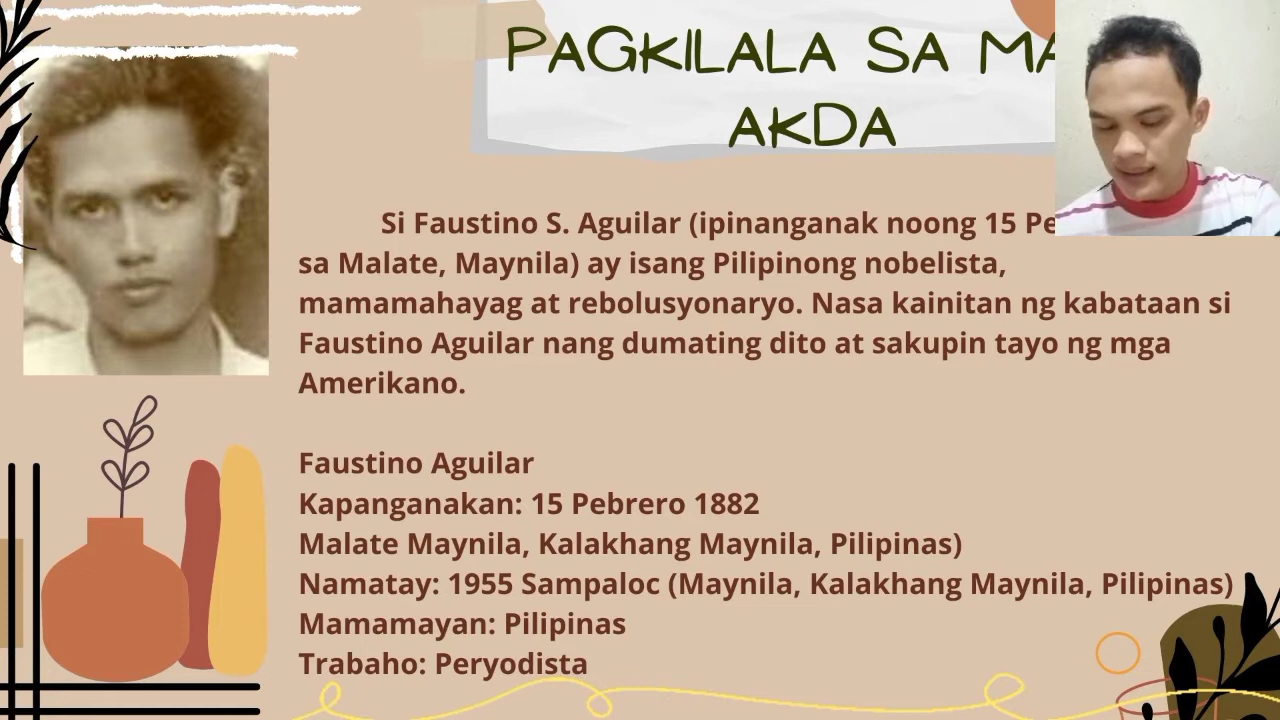 PAGKILALA SA
AKDA
Si Faustino S. Aguilar (ipinanganak noong 15
sa Malate, Maynila) ay isang Pilipinong nobelista,
mamamahayag at rebolusyonaryo. Nasa kainitan ng kabataan si
Faustino Aguilar nang dumating dito at sakupin tayo ng mga
Amerikano.
Faustino Aguilar
Kapanganakan: 15 Pebrero 1882
Malate Maynila, Kalakhang Maynila, Pilipinas)
Namatay: 1955 Sampaloc (Maynila, Kalakhang Maynila, Pilipinas)
Mamamayan: Pilipinas
Trabaho: Peryodista